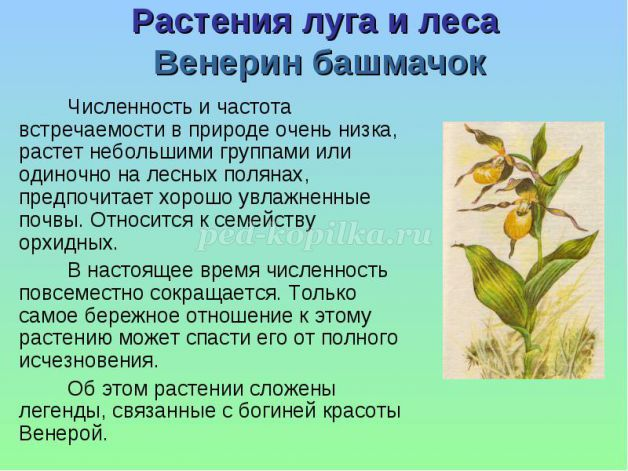 Растения луга и леса
Венерин башмачок
Численность и частота
встречаемости в природе очень низка,
растет небольшими группами или
одиночно на лесных полянах,
предпочитает хорошо увлажненные
почвы. Относится к семейству
орхидных.
ped-kopilka.ru
В настоящее время численность
повсеместно сокращается. Только
самое бережное отношение к этому
растению может спасти его от полного
исчезновения.
Об этом растении сложены
легенды, связанные с богиней красоты
Венерой.